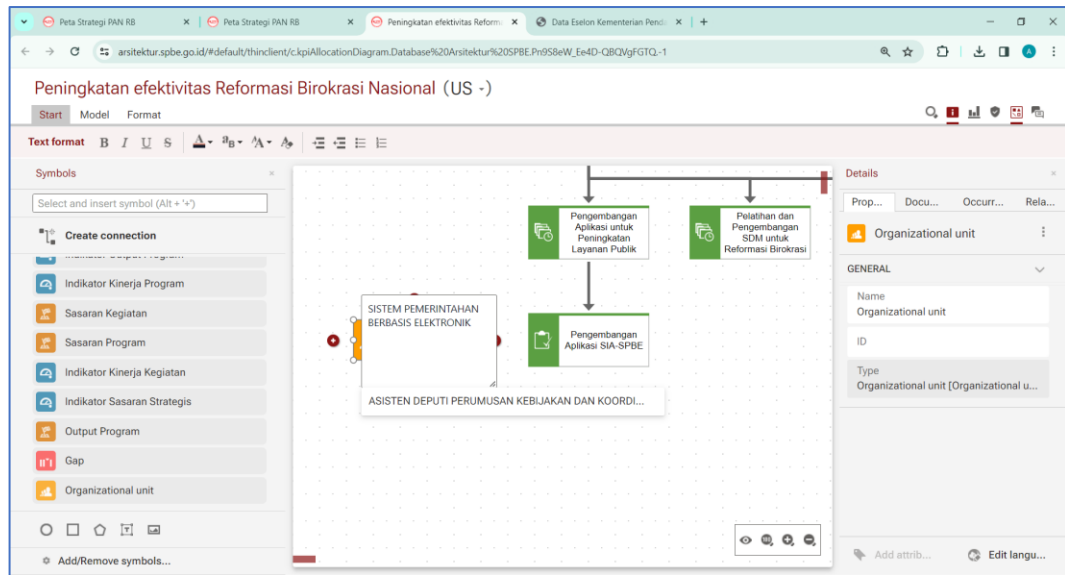 Peta Strategi PAN RB
Peta Strategi PAN RB
Peningkatan efektivitas Reform
Data Eselon Kementerian Penda
arsitektur.spbe.go.id/#default/thinclient/c.kpiAllocationDiagram.Database%20Arsitektur%20SPBE.Pn9S8eW_Ee4D-QBQVgFGTQ.-1
A
Peningkatan efektivitas Reformasi Birokrasi Nasional (US -)
Start Model Format
Text format B I U S
Symbols
Select and insert symbol (Alt + '+')
Create connection
Indikator Output Program
Indikator Kinerja Program
Sasaran Kegiatan
Sasaran Program
Indikator Kinerja Kegiatan
Indikator Sasaran Strategis
Output Program
Gap
Organizational unit
Add/Remove symbols...
Pengembangan
Aplikasi untuk
Peningkatan
Layanan Publik
Pelatihan dan
Pengembangan
SDM untuk
Reformasi Birokrasi
SISTEM PEMERINTAHAN
BERBASIS ELEKTRONIK
Pengembangan
Aplikasi SIA-SPBE
ASISTEN DEPUTI PERUMUSAN KEBIJAKAN DAN KOORDI...
Details
Prop... Docu... Occurr... Rela...
Organizational unit
GENERAL
Name
Organizational unit
ID
Type
Organizational unit [Organizational u...
Add attrib...
Edit langu...